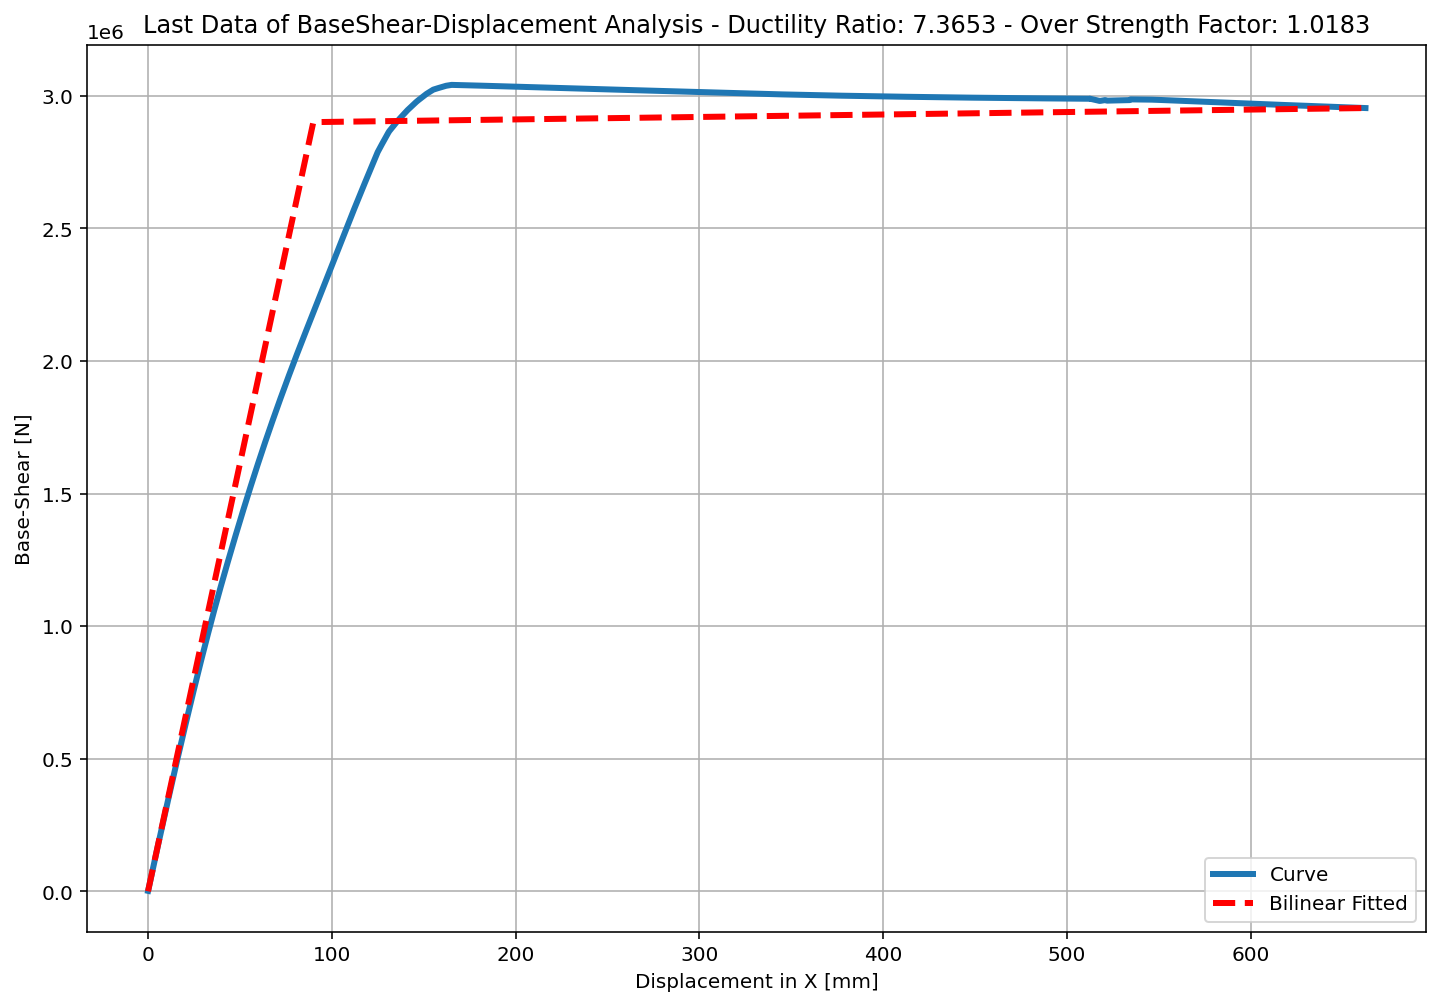 Last Data of BaseShear-Displacement Analysis - Ductility Ratio: 7.3653 - Over Strength Factor: 1.0183
1e6
3.0
2.5
2.0
1.5
1.0
0.5
0.0
Base-Shear [N]
0 100 200 300 400 500 600
Displacement in X [mm]
Curve
Bilinear Fitted